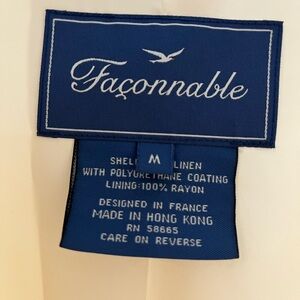 Façonnable
M
SHELL LINEN
WITH POLYURETHANE COATING
LINING:100% RAYON
DESIGNED IN FRANCE
MADE IN HONG KONG
RN 58665
CARE ON REVERSE